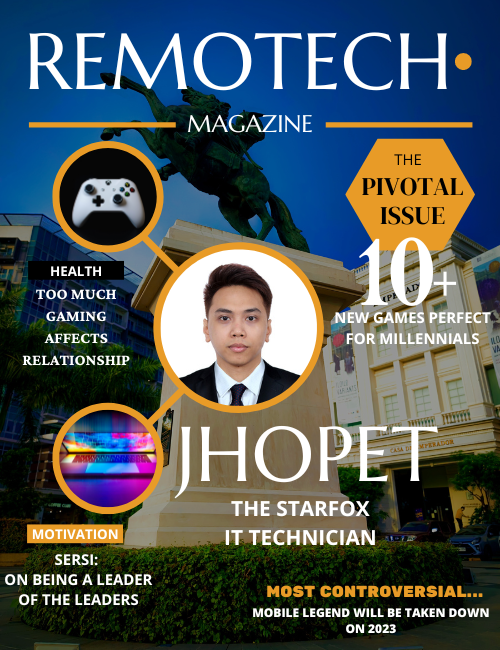 REMOTECH
MAGAZINE
THE
PIVOTAL
ISSUE
10+
NEW GAMES PERFECT
FOR MILLENNIALS
HEALTH
TOO MUCH
GAMING
AFFECTS
RELATIONSHIP
JHOPET
THE STARFOX
IT TECHNICIAN
MOTIVATION
SERSI:
ON BEING A LEADER
OF THE LEADERS
MOST CONTROVERSIAL...
MOBILE LEGEND WILL BE TAKEN DOWN
ON 2023